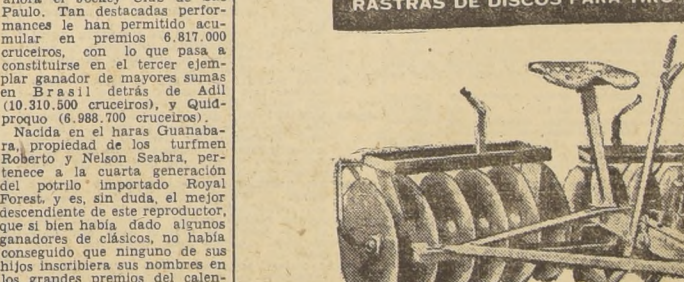 ahora el Jockey Club de Sao
Paulo. Tan destacadas perfor-
mances le han permitido acu-
mular en premios 6.817.000
cruceiros, con lo que pasa a
constituirse en el tercer ejem-
plar ganador de mayores sumas
en Brasil detrás de Adil
(10.310.500 cruceiros), y Quid-
proquo (6.988.700 cruceiros).
Nacida en el haras Guanaba-
ra, propiedad de los turfmen
Roberto y Nelson Seabra, per-
tenece a la cuarta generación
del potrillo importado Royal
Forest, y es, sin duda, el mejor
descendiente de este reproductor,
que si bien había dado algunos
ganadores de clásicos, no había
conseguido que ninguno de sus
hijos inscribiera sus nombres en
los grandes premios del calen-
RASTRAS DE DISCOS PARA